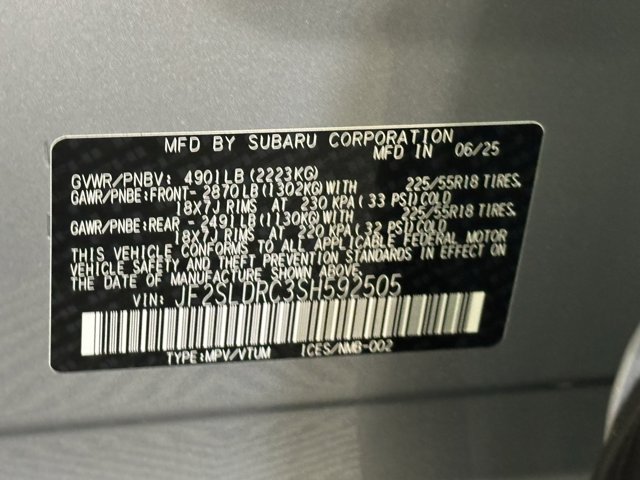 MFD BY SUBARU CORPORATION
MFD IN 06/25
GVWR/PNBV: 4901LB(2223KG)
GAWR/PNBE:FRONT- 2870LB(1302KG)WITH 225/55R18 TIRES,
18X7J RIMS AT 230 KPA(33 PSI)COLD
GAWR/PNBE:REAR -2491LB(1130KG)WITH 225/55R18 TIRES,
18X7J RIMS AT 220 KPA(32 PSI)COLD
THIS VEHICLE CONFORMS TO ALL APPLICABLE FEDERAL MOTOR
VEHICLE SAFETY AND THEFT PREVENTION STANDARDS IN EFFECT ON
THE DATE OF MANUFACTURE SHOWN ABOVE.
VIN: JF2SLDRC3SH592505
TYPE:MPV/VTUM ICES/NMB-002